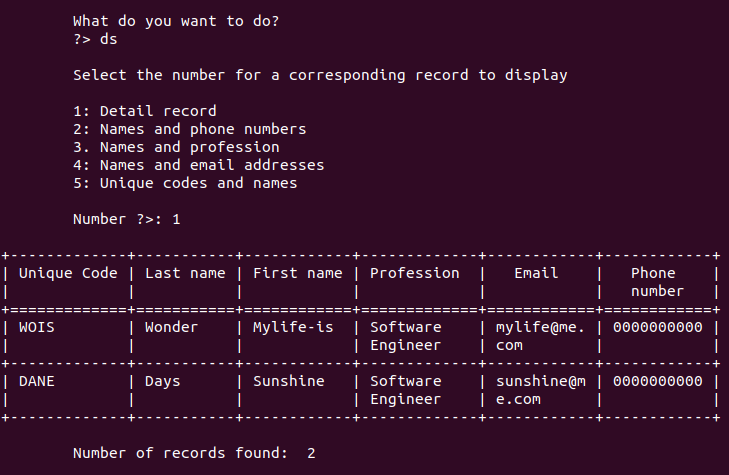 What do you want to do?
?> ds
Select the number for a corresponding record to display
1: Detail record
2: Names and phone numbers
3. Names and profession
4: Names and email addresses
5: Unique codes and names
Number ?>: 1
+-------------+-----------+------------+-------------+------------+------------+
| Unique Code | Last name | First name | Profession  |   Email    |   Phone    |
|             |           |            |             |            |   number   |
+=============+===========+============+=============+============+============+
| WOIS        | Wonder    | Mylife-is  | Software    | mylife@me. | 0000000000 |
|             |           |            | Engineer    | com        |            |
+-------------+-----------+------------+-------------+------------+------------+
| DANE        | Days      | Sunshine   | Software    | sunshine@m | 0000000000 |
|             |           |            | Engineer    | e.com      |            |
+-------------+-----------+------------+-------------+------------+------------+
Number of records found:  2